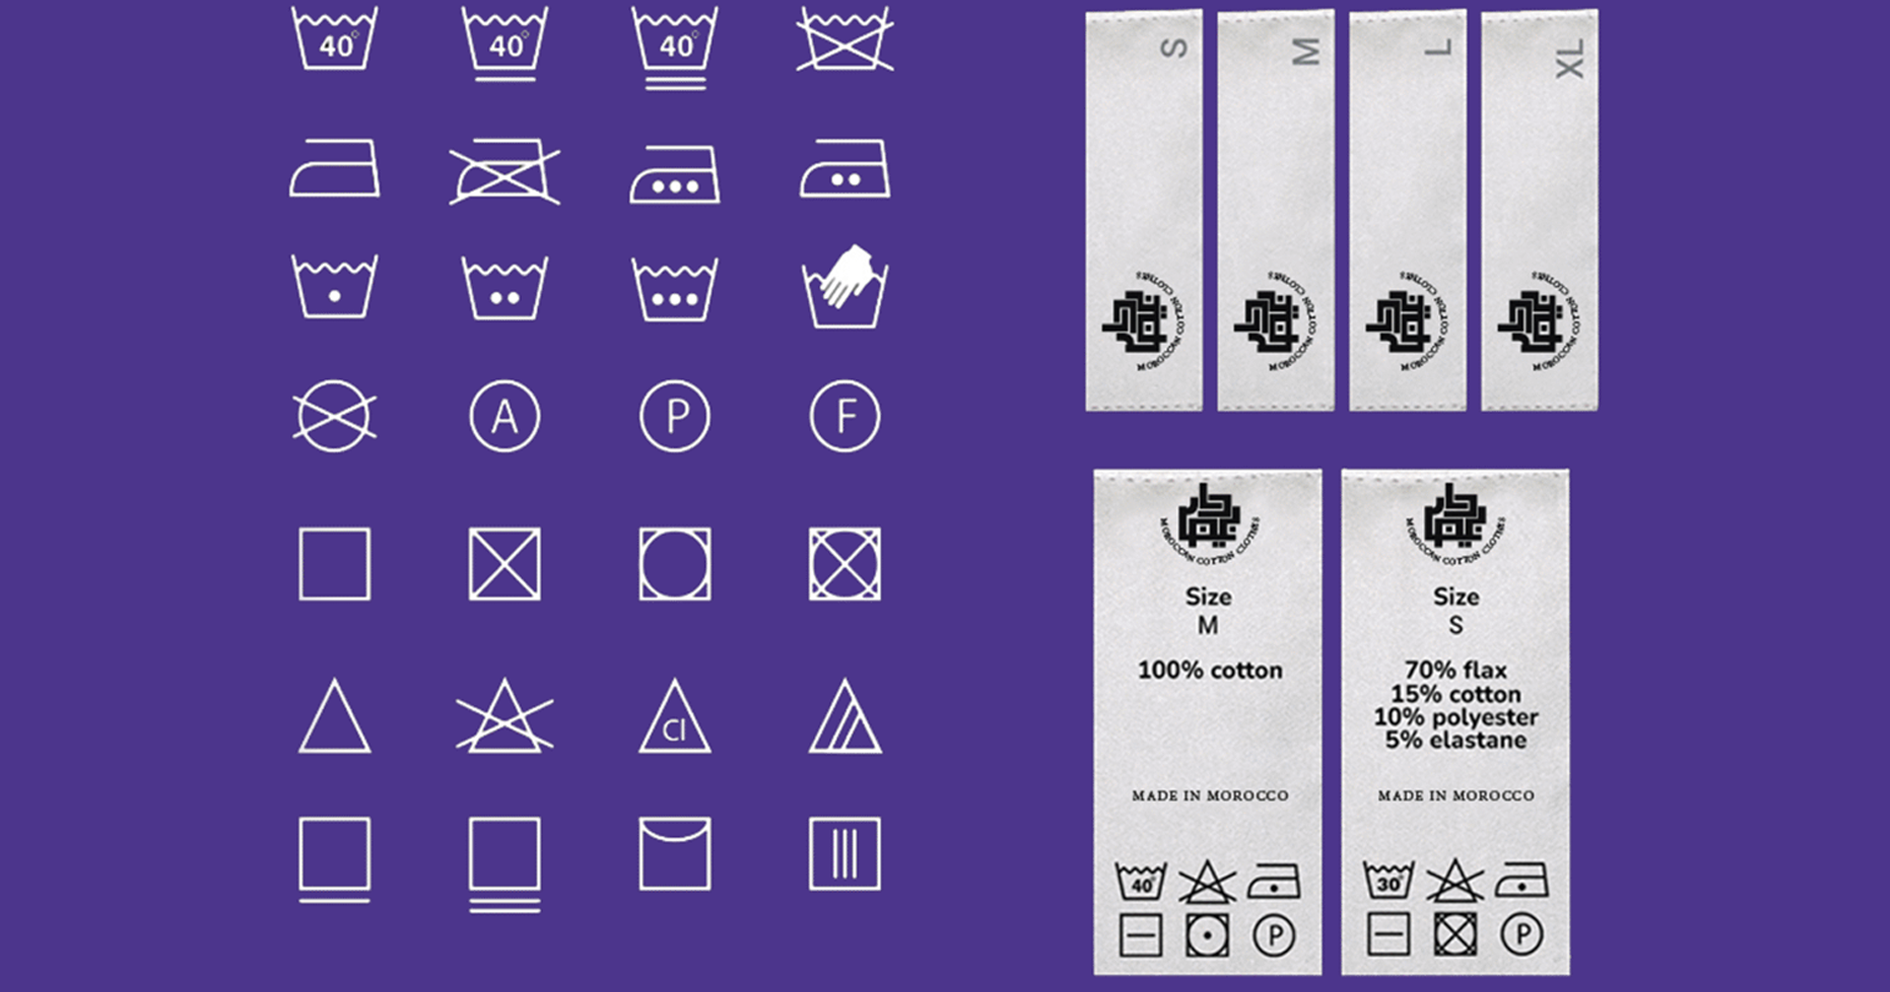 40°
40°
40°
A
P
F
Cl
S
M
L
XL
MOROCCAN COTTON CLOTHES
MOROCCAN COTTON CLOTHES
MOROCCAN COTTON CLOTHES
MOROCCAN COTTON CLOTHES
MOROCCAN COTTON CLOTHES
Size
M
100% cotton
MADE IN MOROCCO
40°
P
MOROCCAN COTTON CLOTHES
Size
S
70% flax
15% cotton
10% polyester
5% elastane
MADE IN MOROCCO
30°
P